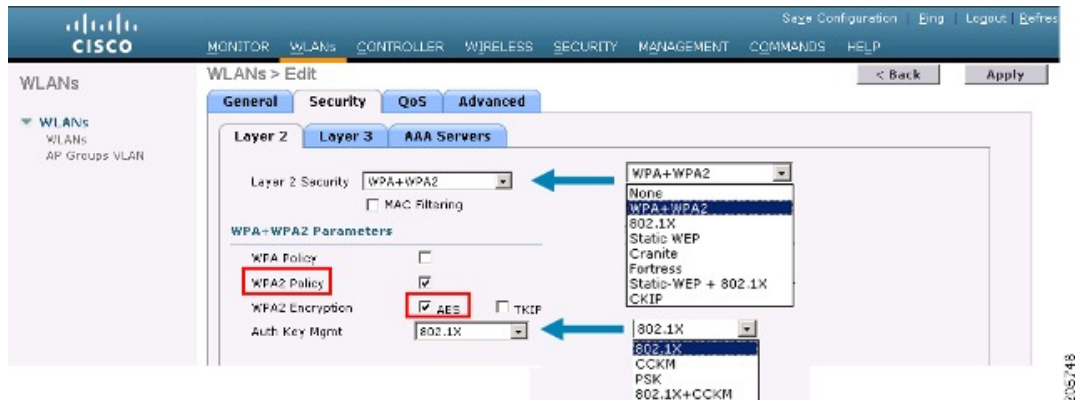 Save Configuration Ping Logout Refres
CISCO
MONITOR WLANs CONTROLLER WIRELESS SECURITY MANAGEMENT COMMANDS HELP
WLANs
WLANs > Edit
< Back Apply
General Security QoS Advanced
WLANs
WLANs
AP Groups VLAN
Layer 2 Layer 3 AAA Servers
Layer 2 Security WPA+WPA2
MAC Filtering
WPA+WPA2 Parameters
WPA Policy
WPA2 Policy
WPA2 Encryption AES TKIP
Auth Key Mgmt 802.1X
WPA+WPA2
None
WPA+WPA2
802.1X
Static WEP
Cranite
Fortress
Static-WEP + 802.1X
CKIP
802.1X
802.1X
CCKM
PSK
802.1X+CCKM
205748